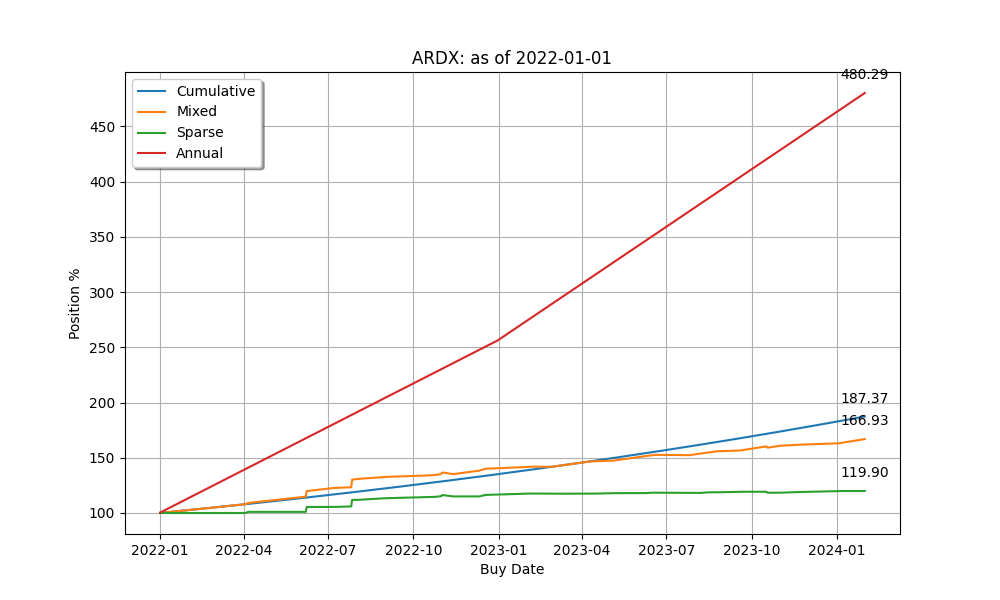 ARDX: as of 2022-01-01
Cumulative
Mixed
Sparse
Annual
480.29
187.37
166.93
119.90
450
400
350
300
250
200
150
100
Position %
2022-01 2022-04 2022-07 2022-10 2023-01 2023-04 2023-07 2023-10 2024-01
Buy Date